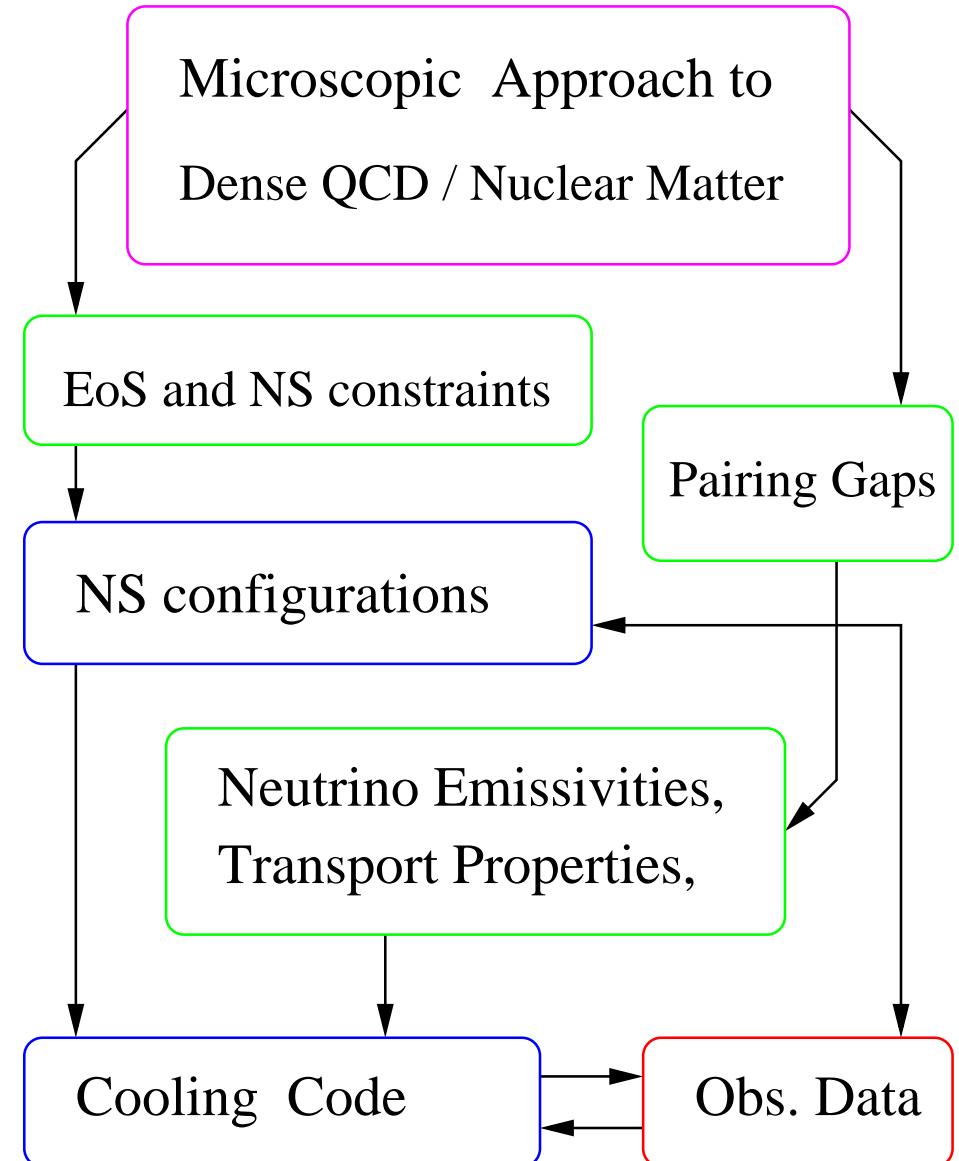 Microscopic Approach to
Dense QCD / Nuclear Matter
EoS and NS constraints
Pairing Gaps
NS configurations
Neutrino Emissivities,
Transport Properties,
Cooling Code
Obs. Data